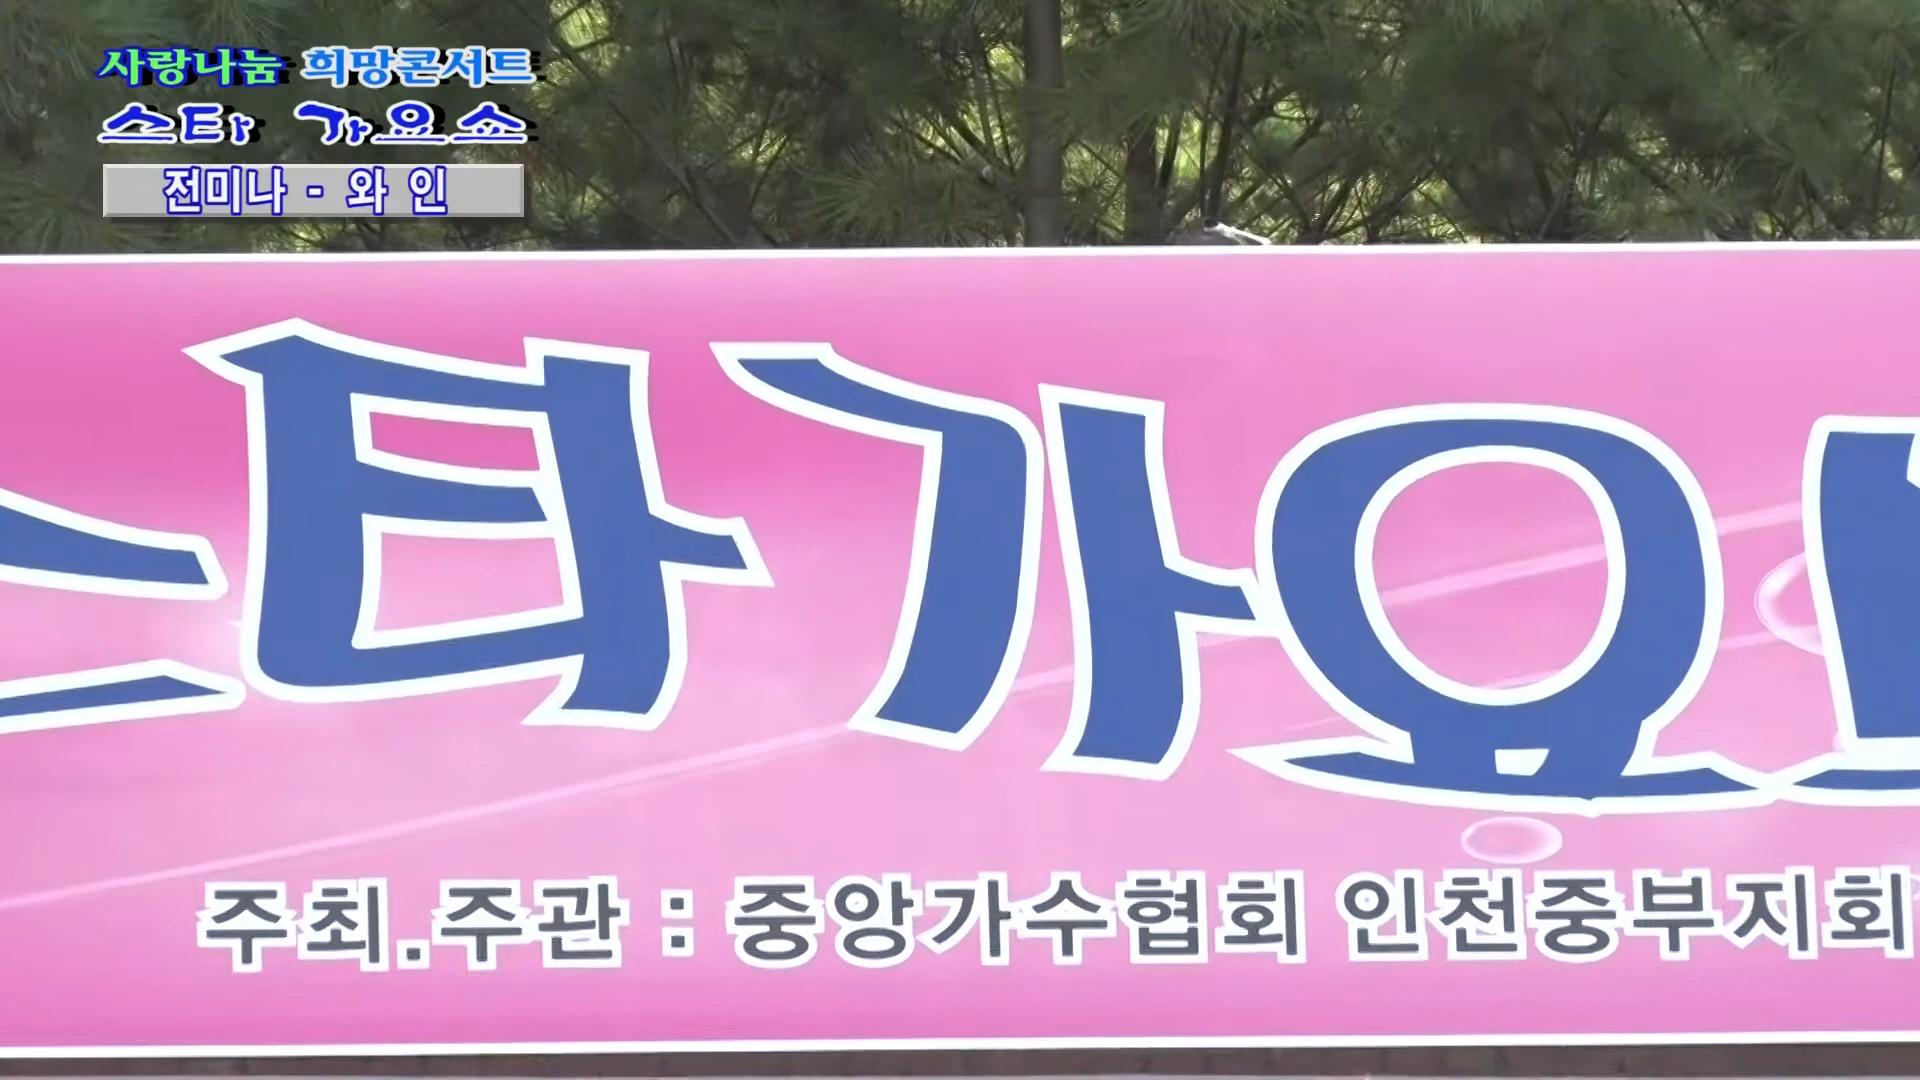 사랑나눔 희망콘서트
스타 가요쇼
전미나 - 와 인
스타가요
주최.주관 : 중앙가수협회 인천중부지회